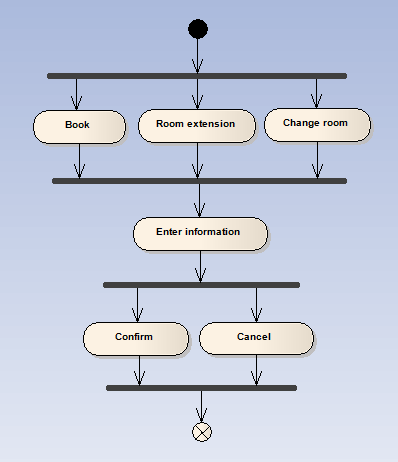 Book
Room extension
Change room
Enter information
Confirm
Cancel